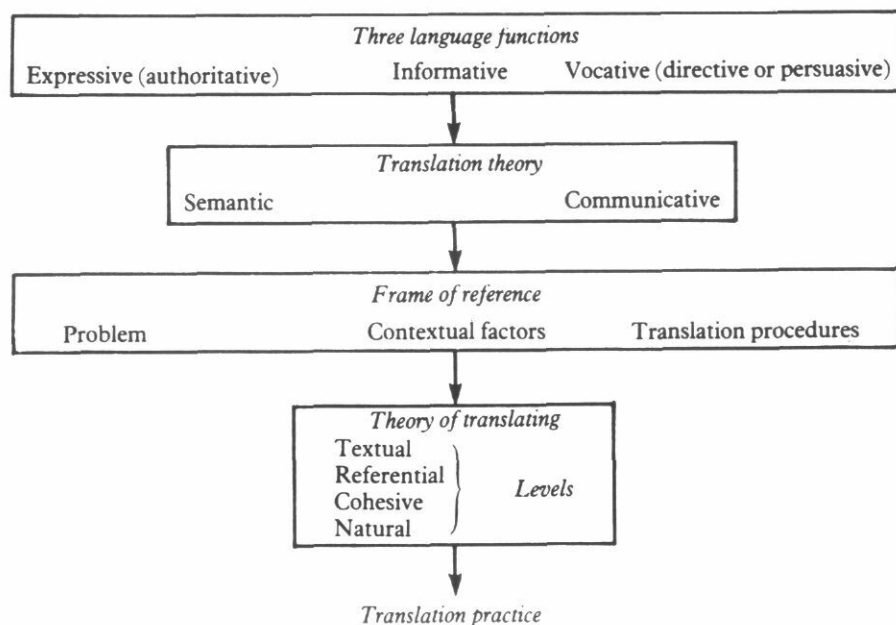 Three language functions
Expressive (authoritative) Informative Vocative (directive or persuasive)
Translation theory
Semantic Communicative
Frame of reference
Problem Contextual factors Translation procedures
Theory of translating
Textual
Referential
Levels
Cohesive
Natural
Translation practice